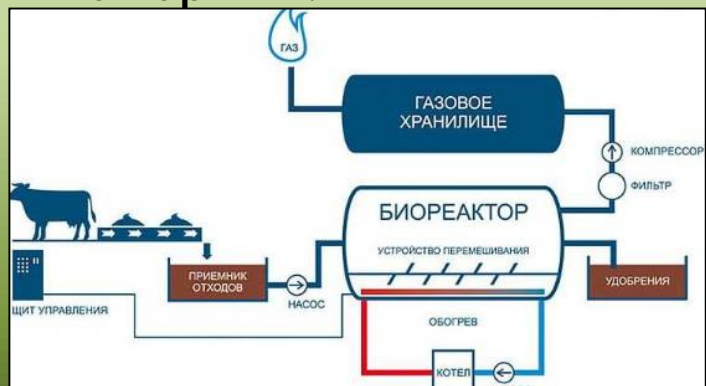 ГАЗ
ГАЗОВОЕ
ХРАНИЛИЩЕ
КОМПРЕССОР
ФИЛЬТР
БИОРЕАКТОР
УСТРОЙСТВО ПЕРЕМЕШИВАНИЯ
ПРИЕМНИК
ОТХОДОВ
НАСОС
УДОБРЕНИЯ
ЩИТ УПРАВЛЕНИЯ
ОБОГРЕВ
КОТЕЛ